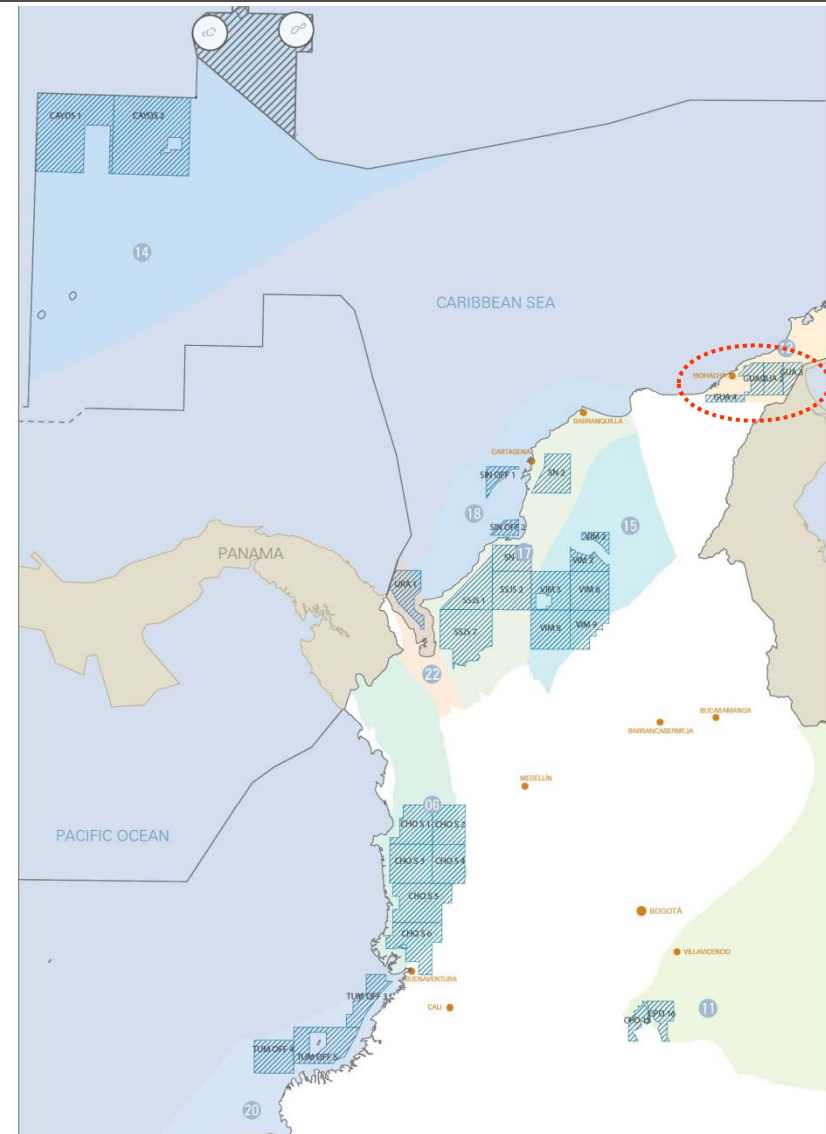 CAYOS 1
CAYOS 2
14
CARIBBEAN SEA
RIOHACHA
GUA 3
GUA 4
BARRANQUILLA
CARTAGENA
SIN OFF 1
SN 2
18
SIN OFF 2
15
VIM 2
PANAMA
17
VIM 3
URA 1
SSJS 1
SSJS 2
VIM 5
VIM 6
SSJS 7
VIM 8
VIM 9
22
BUCARAMANGA
BARRANCABERMEJA
MEDELLÍN
06
PACIFIC OCEAN
CHO S 1
CHO S 2
CHO S 3
CHO S 4
CHO S 5
BOGOTÁ
CHO S 6
VILLAVICENCIO
BUENAVENTURA
TUM OFF 3
CALI
11
CPO 16
TUM OFF 4
TUM OFF 5
20